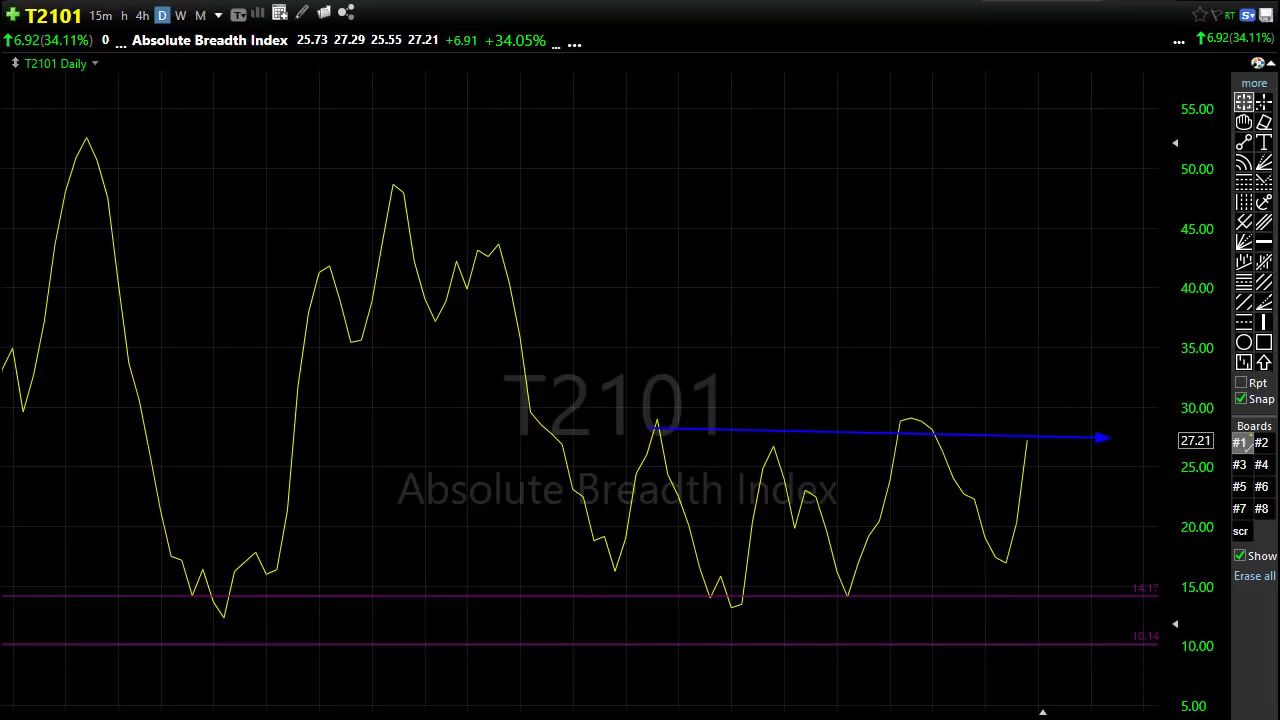 T2101 15m h 4h D W M RT
6.92(34.11%) 0 ... Absolute Breadth Index 25.73 27.29 25.55 27.21 +6.91 +34.05% ... ... ... 6.92(34.11%)
T2101 Daily
more
55.00
50.00
45.00
40.00
35.00
30.00
27.21
25.00
20.00
15.00
10.00
5.00
T2101
Absolute Breadth Index
14.17
10.14
Rpt
Snap
Boards
#1 #2
#3 #4
#5 #6
#7 #8
scr
Show
Erase all